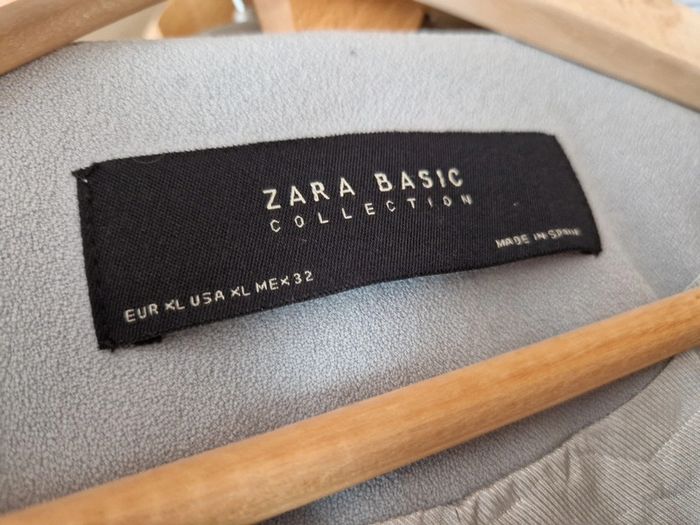 ZARA BASIC
COLLECTION
MADE IN SPAIN
EUR XL USA XL MEX 32